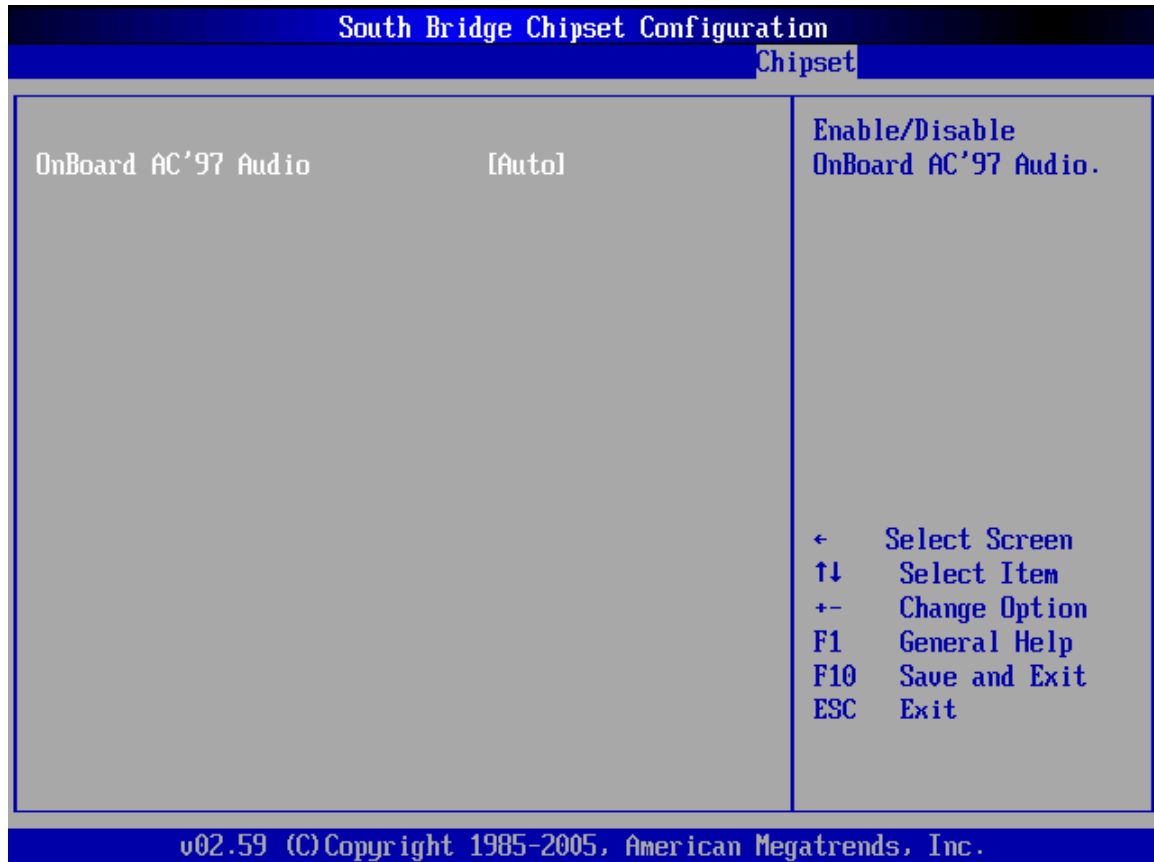 South Bridge Chipset Configuration
Chipset
OnBoard AC'97 Audio [Auto]
Enable/Disable
OnBoard AC'97 Audio.
← Select Screen
↑↓ Select Item
+- Change Option
F1 General Help
F10 Save and Exit
ESC Exit
v02.59 (C)Copyright 1985-2005, American Megatrends, Inc.